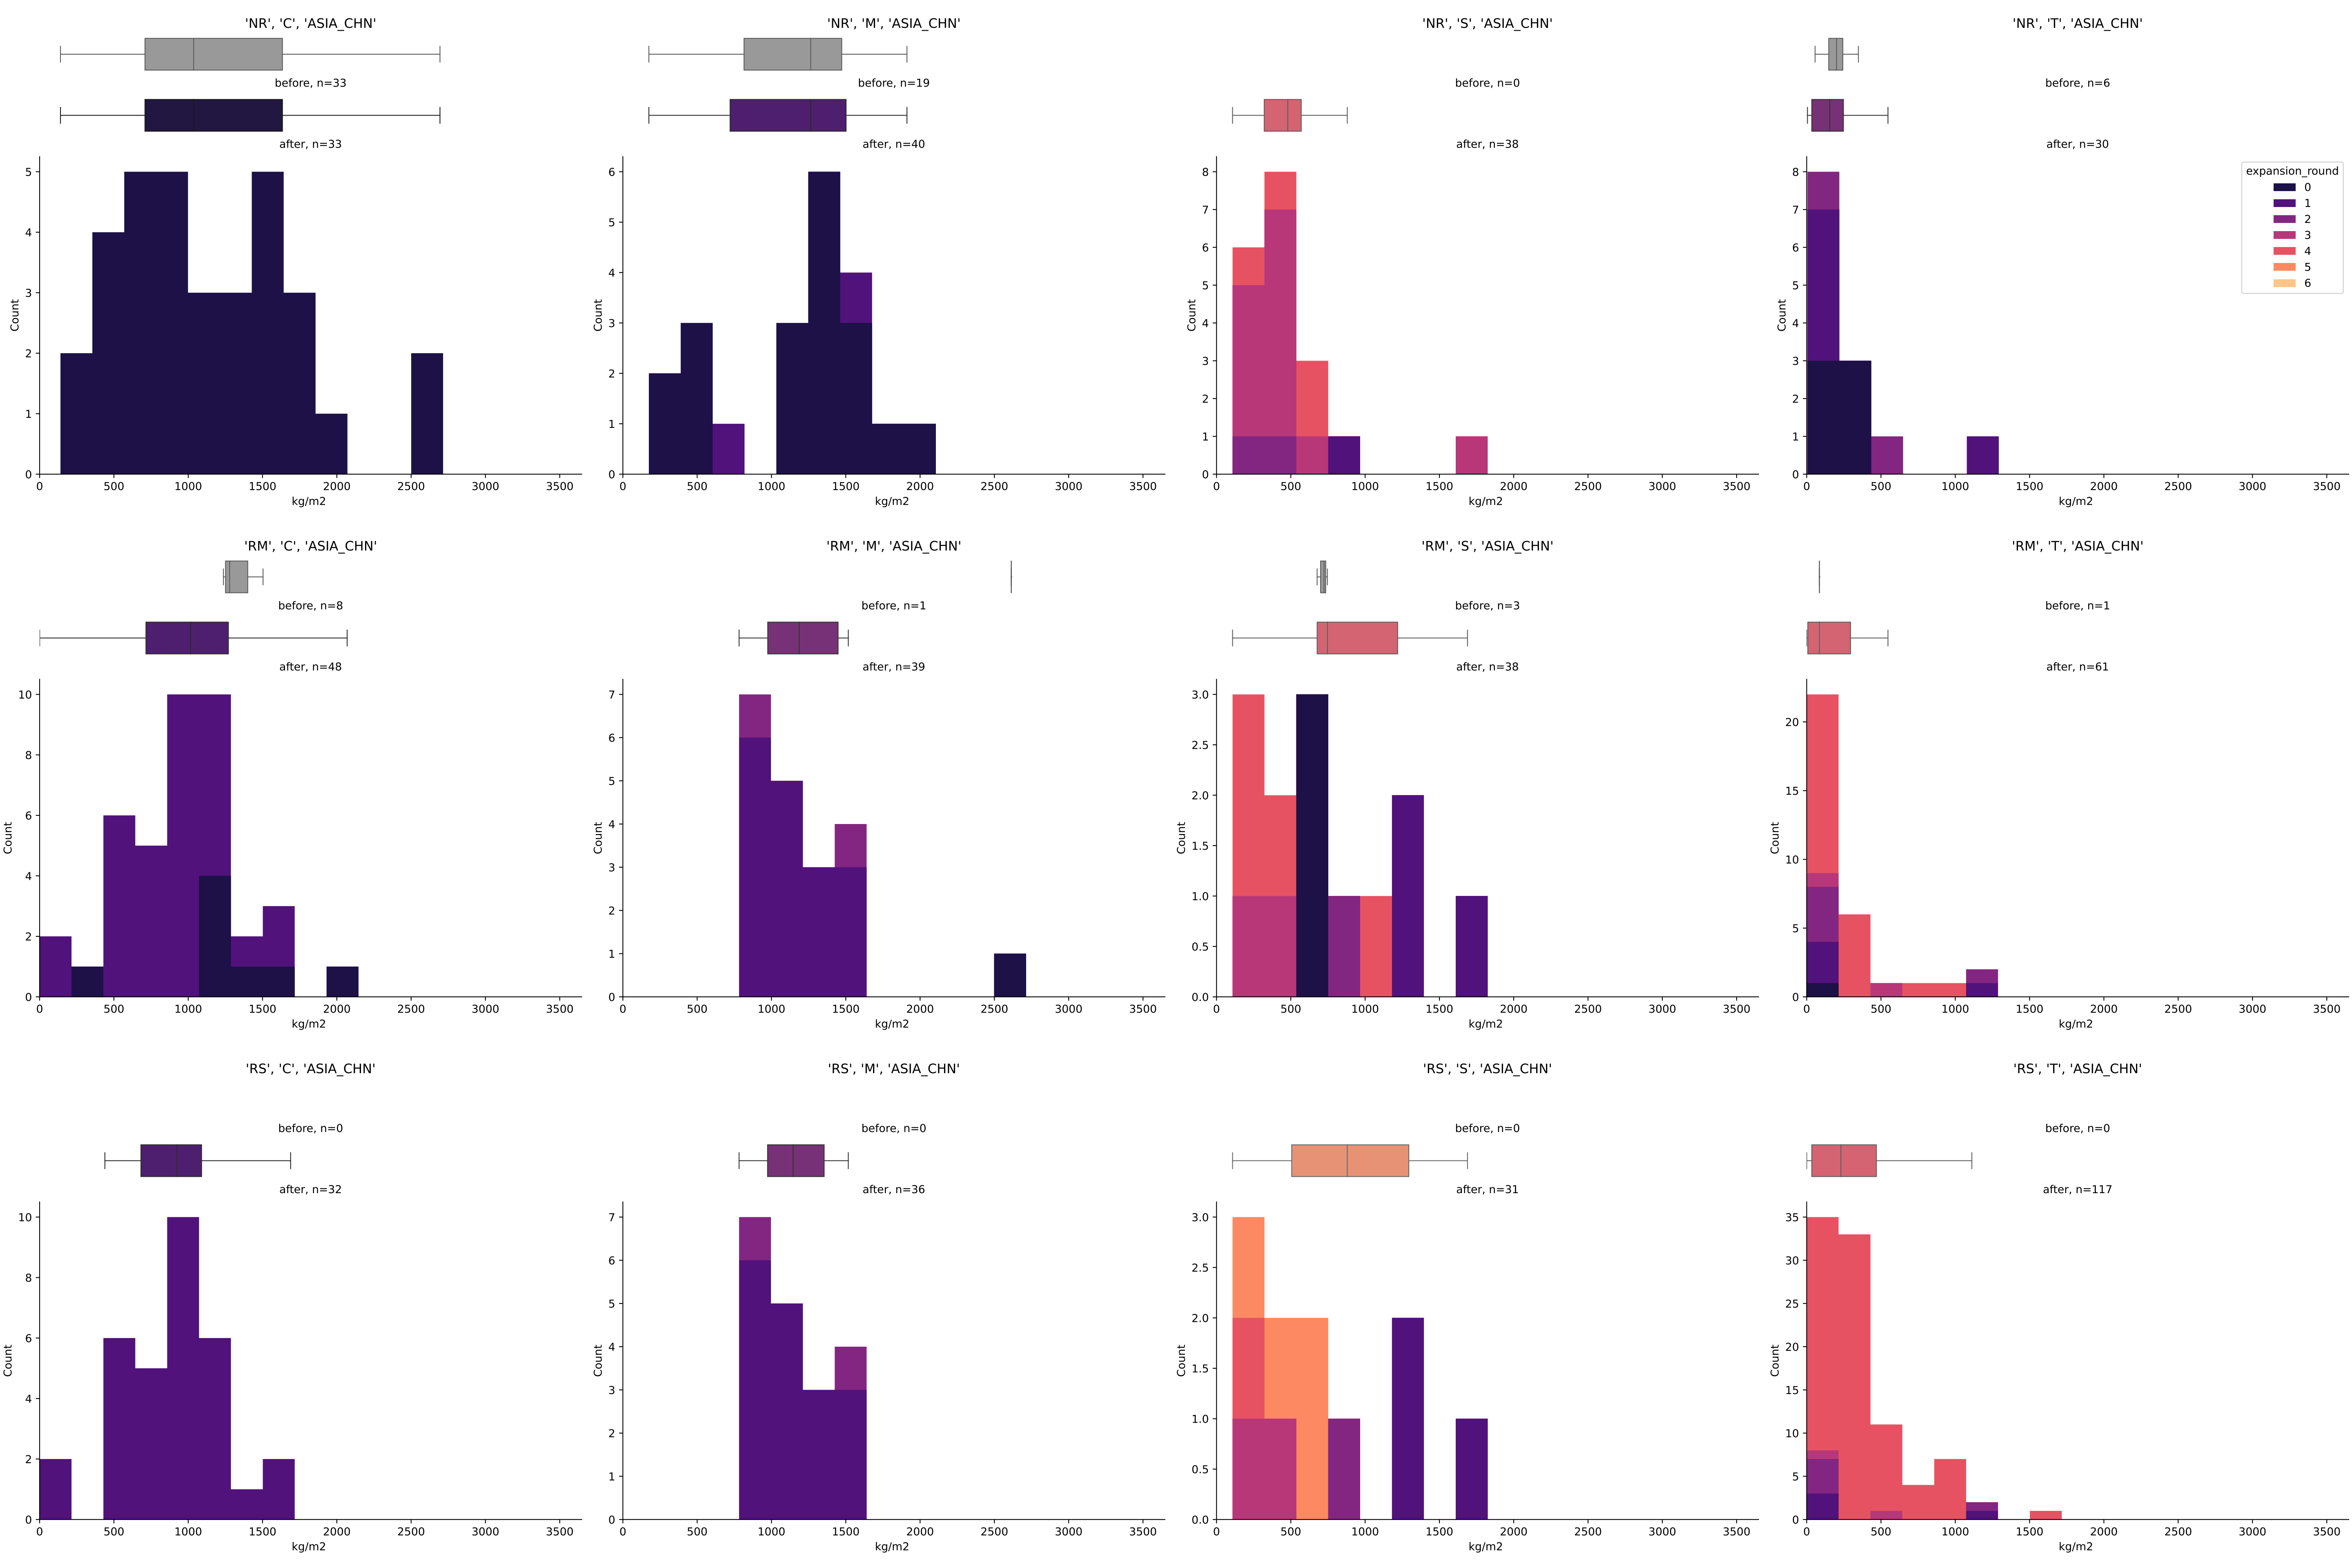 'NR', 'C', 'ASIA_CHN'
before, n=33
after, n=33
5
4
3
2
1
0
Count
0 500 1000 1500 2000 2500 3000 3500
kg/m2
'NR', 'M', 'ASIA_CHN'
before, n=19
after, n=40
6
5
4
3
2
1
0
Count
0 500 1000 1500 2000 2500 3000 3500
kg/m2
'NR', 'S', 'ASIA_CHN'
before, n=0
after, n=38
8
7
6
5
4
3
2
1
0
Count
0 500 1000 1500 2000 2500 3000 3500
kg/m2
'NR', 'T', 'ASIA_CHN'
before, n=6
after, n=30
8
7
6
5
4
3
2
1
0
Count
0 500 1000 1500 2000 2500 3000 3500
kg/m2
expansion_round
0
1
2
3
4
5
6
'RM', 'C', 'ASIA_CHN'
before, n=8
after, n=48
10
8
6
4
2
0
Count
0 500 1000 1500 2000 2500 3000 3500
kg/m2
'RM', 'M', 'ASIA_CHN'
before, n=1
after, n=39
7
6
5
4
3
2
1
0
Count
0 500 1000 1500 2000 2500 3000 3500
kg/m2
'RM', 'S', 'ASIA_CHN'
before, n=3
after, n=38
3.0
2.5
2.0
1.5
1.0
0.5
0.0
Count
0 500 1000 1500 2000 2500 3000 3500
kg/m2
'RM', 'T', 'ASIA_CHN'
before, n=1
after, n=61
20
15
10
5
0
Count
0 500 1000 1500 2000 2500 3000 3500
kg/m2
'RS', 'C', 'ASIA_CHN'
before, n=0
after, n=32
10
8
6
4
2
0
Count
0 500 1000 1500 2000 2500 3000 3500
kg/m2
'RS', 'M', 'ASIA_CHN'
before, n=0
after, n=36
7
6
5
4
3
2
1
0
Count
0 500 1000 1500 2000 2500 3000 3500
kg/m2
'RS', 'S', 'ASIA_CHN'
before, n=0
after, n=31
3.0
2.5
2.0
1.5
1.0
0.5
0.0
Count
0 500 1000 1500 2000 2500 3000 3500
kg/m2
'RS', 'T', 'ASIA_CHN'
before, n=0
after, n=117
35
30
25
20
15
10
5
0
Count
0 500 1000 1500 2000 2500 3000 3500
kg/m2